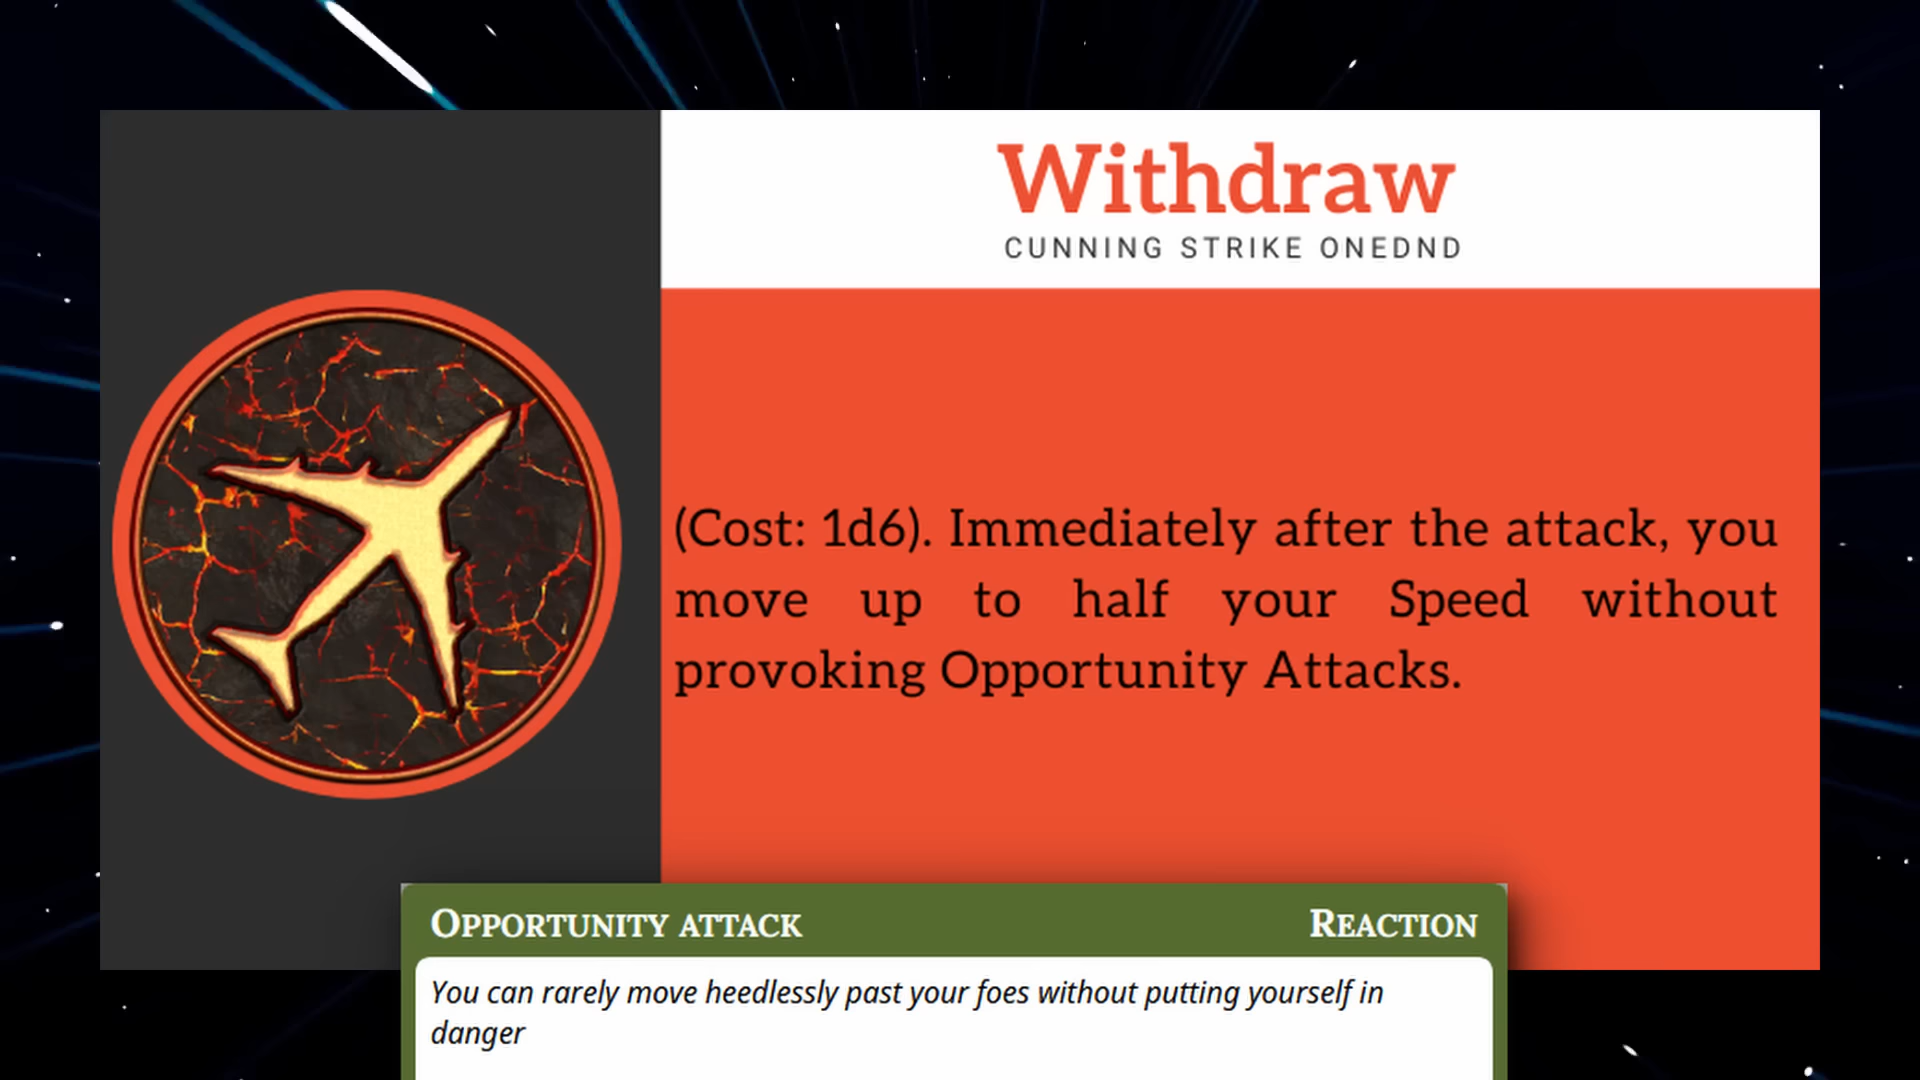 Withdraw
CUNNING STRIKE ONEDND
(Cost: 1d6). Immediately after the attack, you
move up to half your Speed without
provoking Opportunity Attacks.
OPPORTUNITY ATTACK REACTION
You can rarely move heedlessly past your foes without putting yourself in
danger